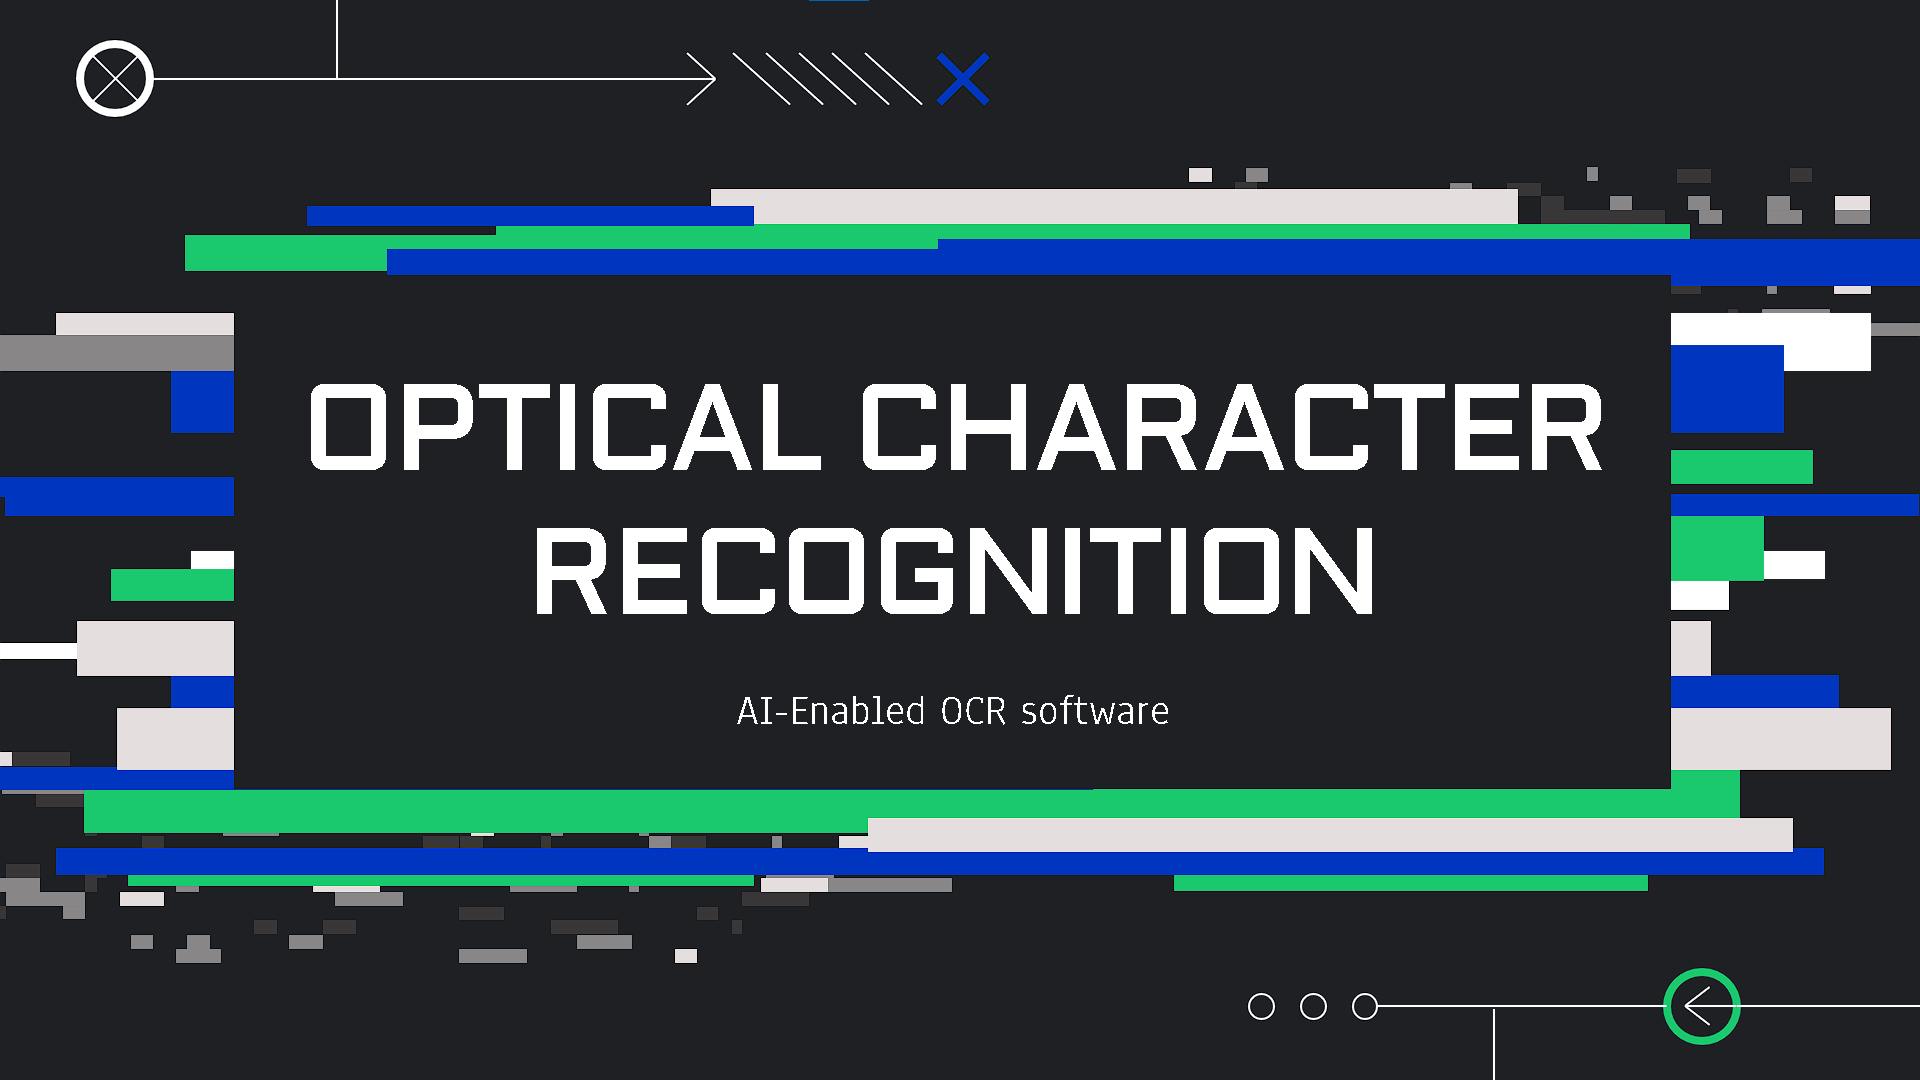 OPTICAL CHARACTER
RECOGNITION
AI-Enabled OCR software